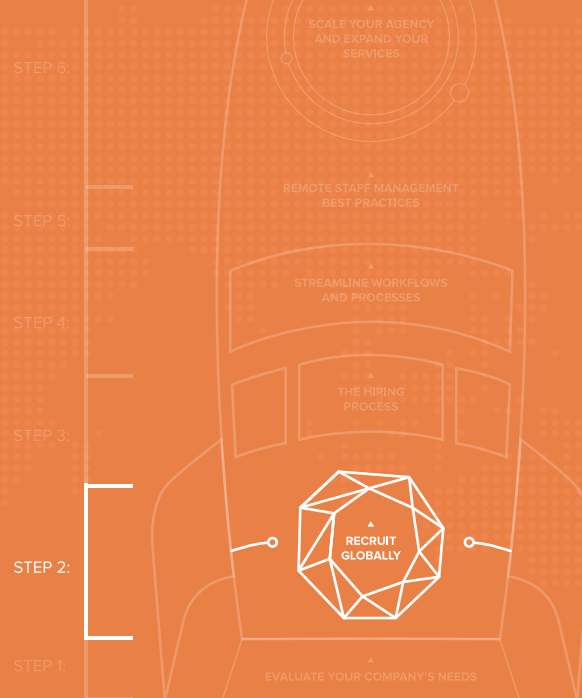 SCALE YOUR AGENCY
AND EXPAND YOUR
SERVICES
STEP 6:
REMOTE STAFF MANAGEMENT
BEST PRACTICES
STEP 5:
STREAMLINE WORKFLOWS
AND PROCESSES
STEP 4:
THE HIRING
PROCESS
STEP 3:
RECRUIT
GLOBALLY
STEP 2:
STEP 1:
EVALUATE YOUR COMPANY'S NEEDS